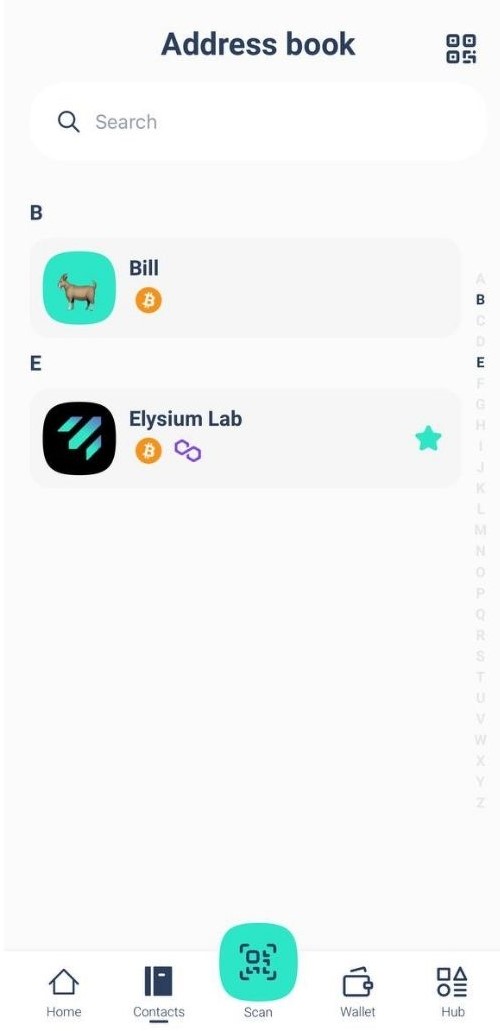 Address book
Search
B
Bill
E
Elysium Lab
A
B
C
D
E
F
G
H
I
J
K
L
M
N
O
P
Q
R
S
T
U
V
W
X
Y
Z
Home
Contacts
Scan
Wallet
Hub